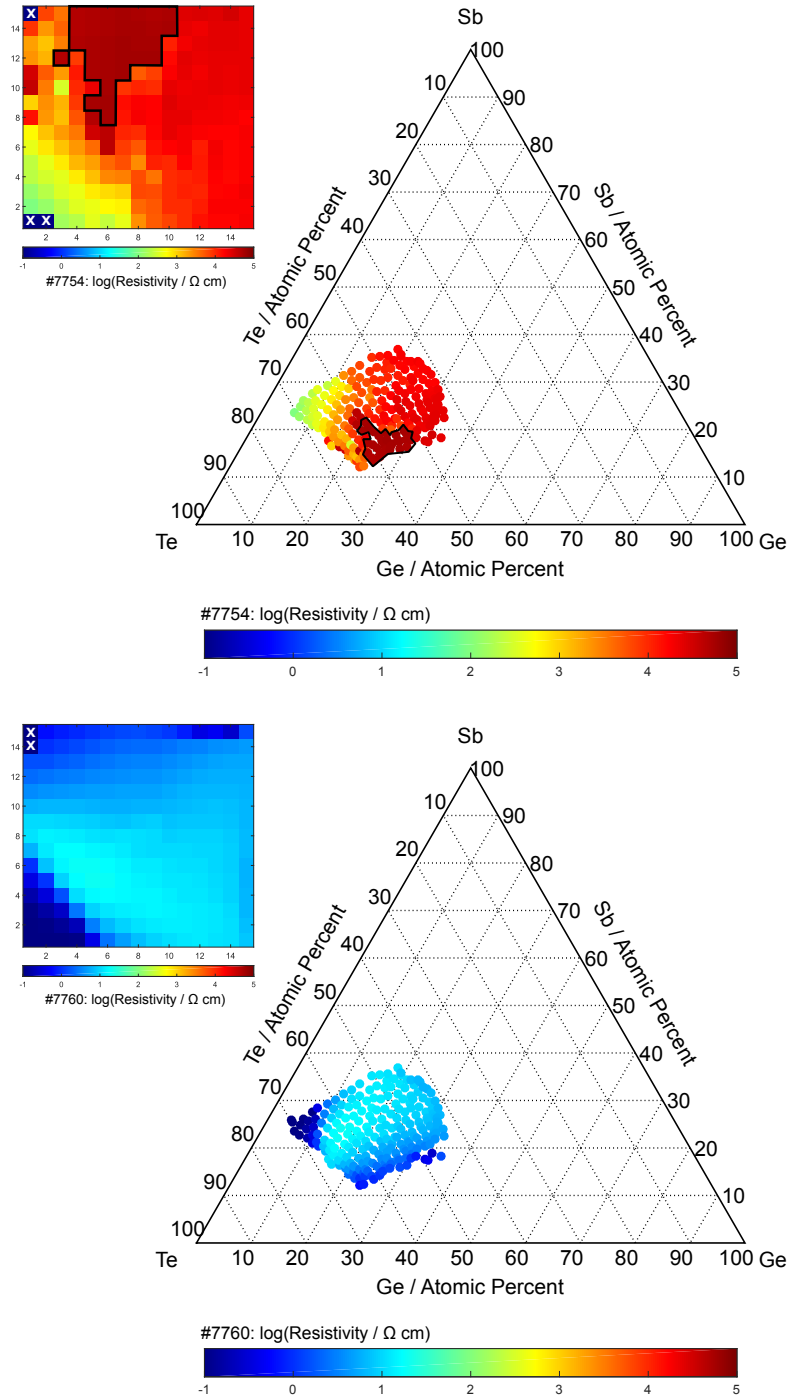 X
14
12
10
8
6
4
2
X X
2 4 6 8 10 12 14
-1 0 1 2 3 4 5
#7754: log(Resistivity / Ω cm)
Sb
100
10 90
20 80
30 70
40 60
50 50
60 40
70 30
80 20
90 10
100
Te / Atomic Percent
Sb / Atomic Percent
Te 10 20 30 40 50 60 70 80 90 100 Ge
Ge / Atomic Percent
#7754: log(Resistivity / Ω cm)
-1 0 1 2 3 4 5
X
X
14
12
10
8
6
4
2
2 4 6 8 10 12 14
-1 0 1 2 3 4 5
#7760: log(Resistivity / Ω cm)
Sb
100
10 90
20 80
30 70
40 60
50 50
60 40
70 30
80 20
90 10
100
Te / Atomic Percent
Sb / Atomic Percent
Te 10 20 30 40 50 60 70 80 90 100 Ge
Ge / Atomic Percent
#7760: log(Resistivity / Ω cm)
-1 0 1 2 3 4 5